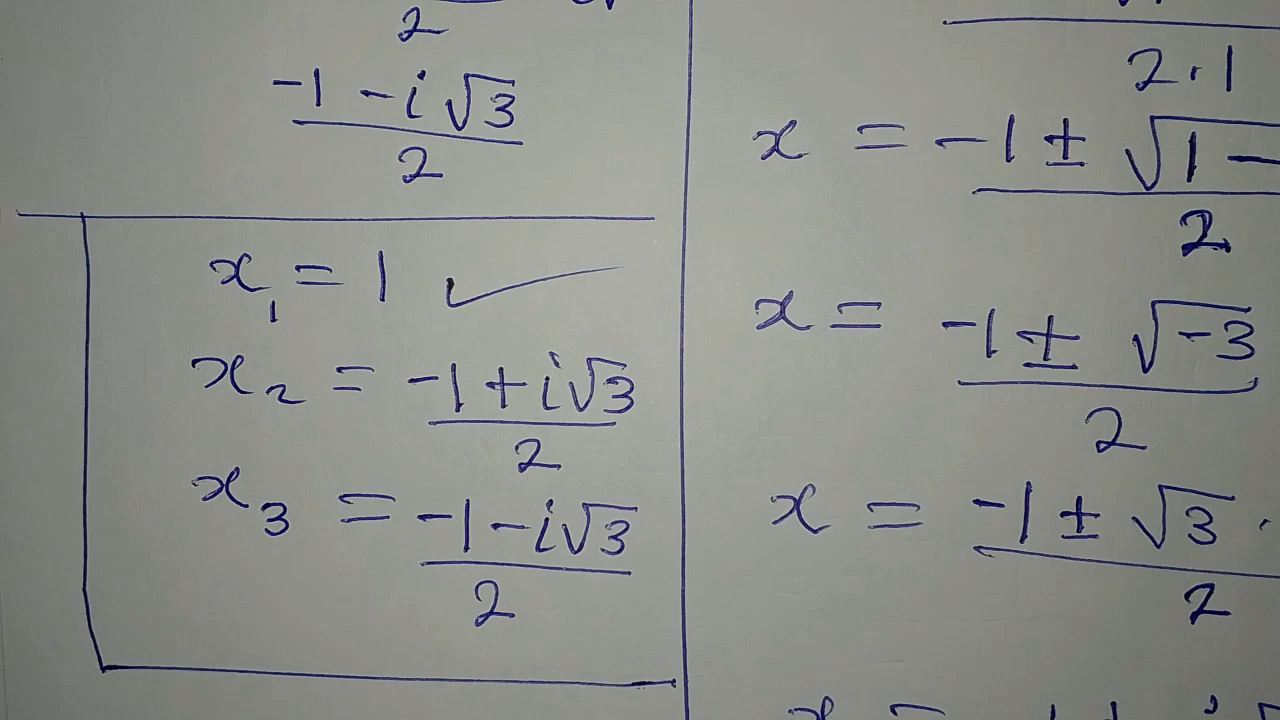 2
-1 - i√3
2
x₁ = 1 ✓
x₂ = -1 + i√3
2
x₃ = -1 - i√3
2
2·1
x = -1 ± √1 -
2
x = -1 ± √-3
2
x = -1 ± √3 ·
2